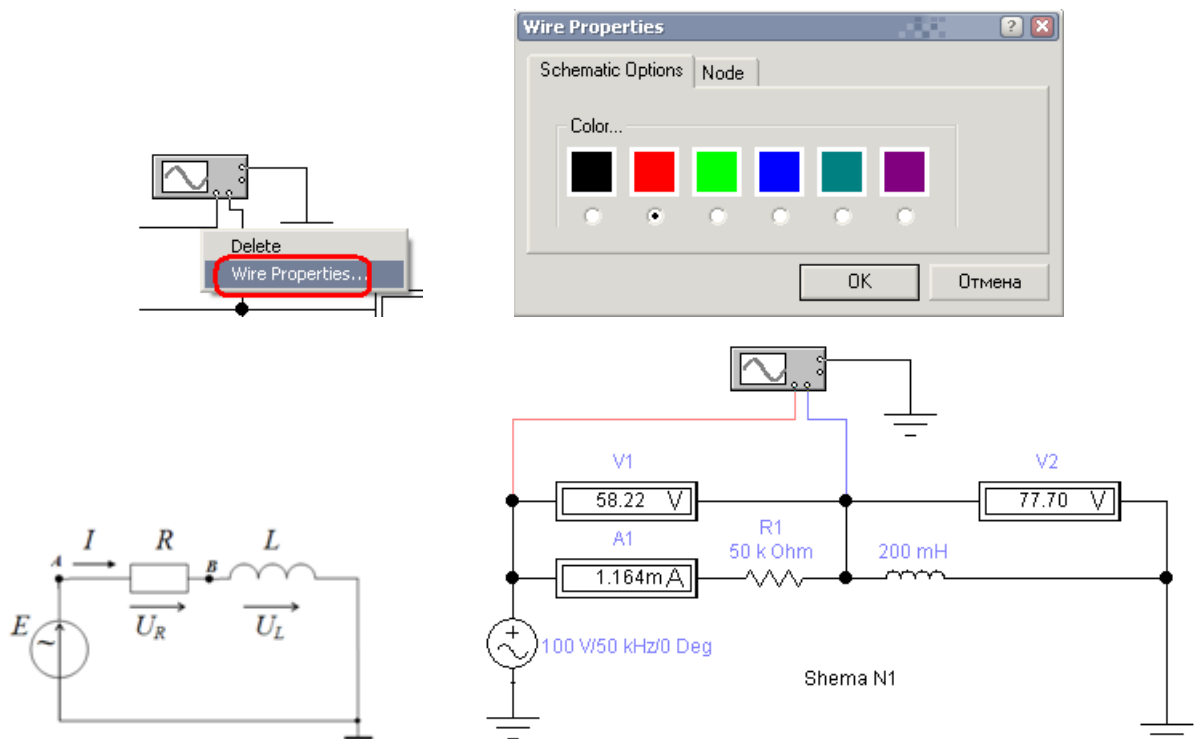 Wire Properties
Schematic Options Node
Color...
Delete
Wire Properties...
OK Отмена
V1 V2
58.22 V 77.70 V
A1 R1
50 k Ohm 200 mH
1.164m A
A I R B L
E ~ U_R U_L
100 V/50 kHz/0 Deg
Shema N1